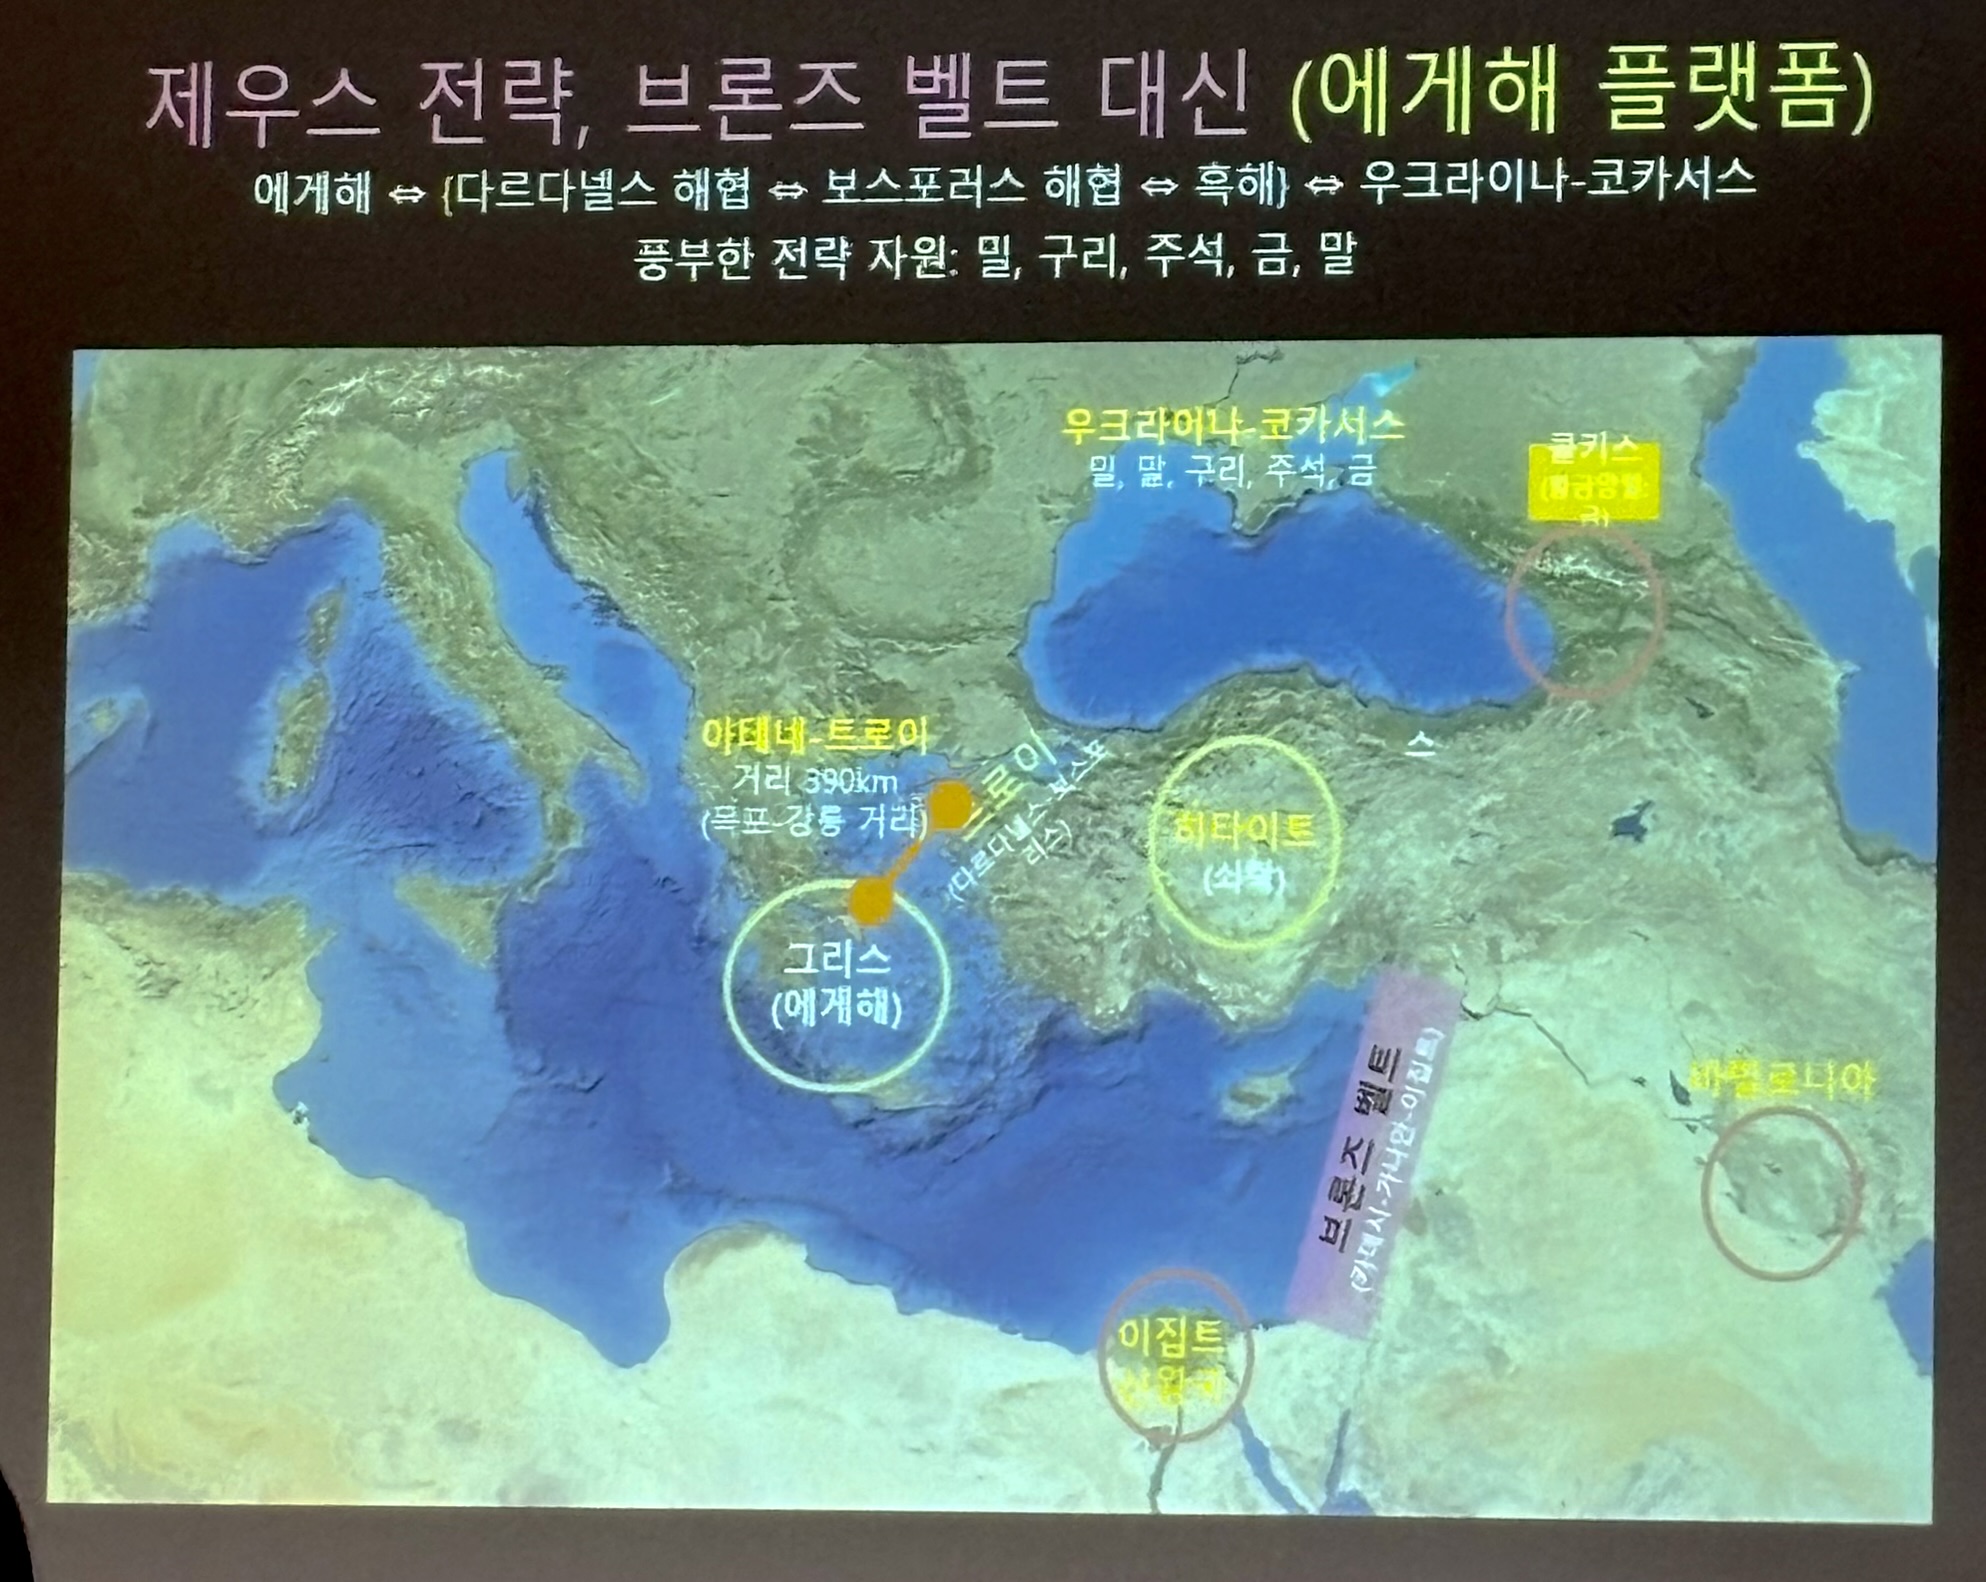 제우스 전략, 브론즈 벨트 대신 (에게해 플랫폼)
에게해 ⇔ {다르다넬스 해협 ⇔ 보스포러스 해협 ⇔ 흑해} ⇔ 우크라이나-코카서스
풍부한 전략 자원: 밀, 구리, 주석, 금, 말
우크라이나-코카서스
밀, 말, 구리, 주석, 금
콜키스
아테네-트로이
거리 390km
(목포-강릉 거리)
트로이
(다르다넬스-보스포
리스)
스
히타이트
그리스
(에게해)
브론즈 벨트
(카데시-가나안-이집트)
바빌로니아
이집트
신왕국